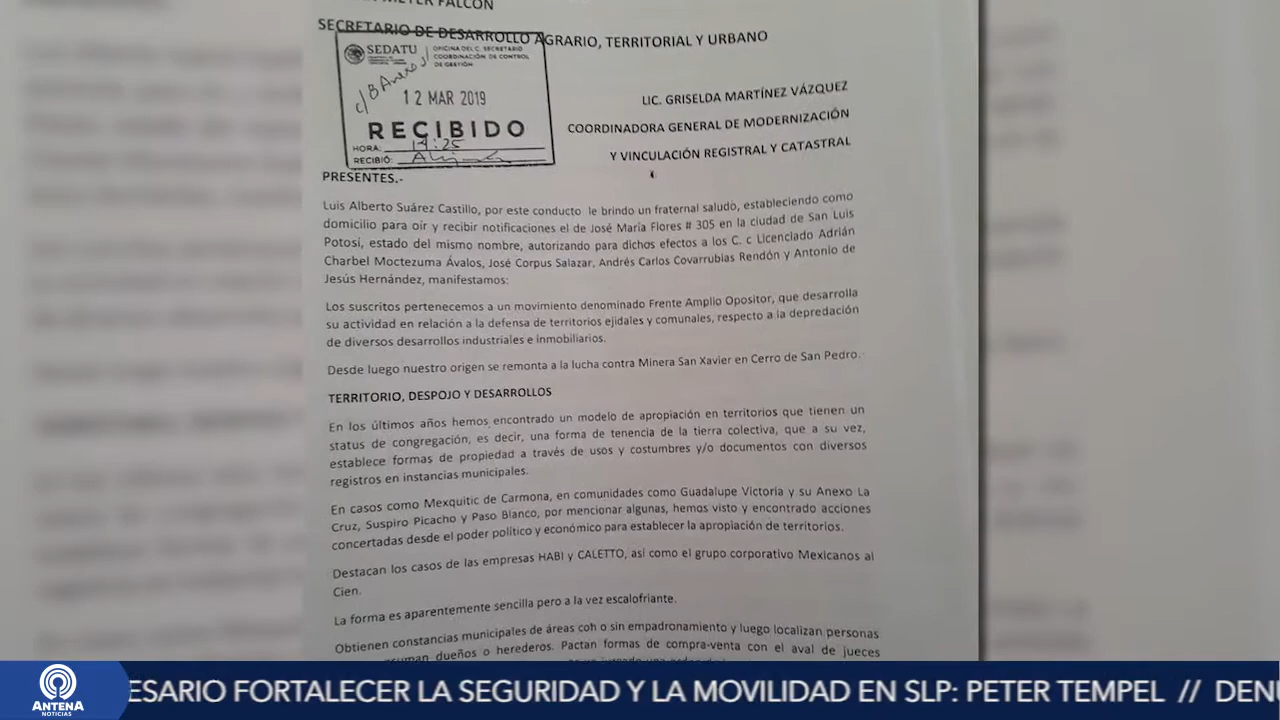 MEYER FALCÓN
SECRETARIO DE DESARROLLO AGRARIO, TERRITORIAL Y URBANO
SEDATU
OFICINA DEL C. SECRETARIO
COORDINACIÓN DE CONTROL
DE GESTIÓN
c/8 Anexos
12 MAR 2019
RECIBIDO
HORA: 14:25
RECIBIÓ:
LIC. GRISELDA MARTÍNEZ VÁZQUEZ
COORDINADORA GENERAL DE MODERNIZACIÓN
Y VINCULACIÓN REGISTRAL Y CATASTRAL
PRESENTES.-
Luis Alberto Suárez Castillo, por este conducto le brindo un fraternal saludo, estableciendo como
domicilio para oir y recibir notificaciones el de José María Flores # 305 en la ciudad de San Luis
Potosí, estado del mismo nombre, autorizando para dichos efectos a los C. c Licenciado Adrián
Charbel Moctezuma Ávalos, José Corpus Salazar, Andrés Carlos Covarrubias Rendón y Antonio de
Jesús Hernández, manifestamos:
Los suscritos pertenecemos a un movimiento denominado Frente Amplio Opositor, que desarrolla
su actividad en relación a la defensa de territorios ejidales y comunales, respecto a la depredación
de diversos desarrollos industriales e inmobiliarios.
Desde luego nuestro origen se remonta a la lucha contra Minera San Xavier en Cerro de San Pedro.
TERRITORIO, DESPOJO Y DESARROLLOS
En los últimos años hemos encontrado un modelo de apropiación en territorios que tienen un
status de congregación, es decir, una forma de tenencia de la tierra colectiva, que a su vez,
establece formas de propiedad a través de usos y costumbres y/o documentos con diversos
registros en instancias municipales.
En casos como Mexquitic de Carmona, en comunidades como Guadalupe Victoria y su Anexo La
Cruz, Suspiro Picacho y Paso Blanco, por mencionar algunas, hemos visto y encontrado acciones
concertadas desde el poder político y económico para establecer la apropiación de territorios.
Destacan los casos de las empresas HABI y CALETTO, así como el grupo corporativo Mexicanos al
Cien.
La forma es aparentemente sencilla pero a la vez escalofriante.
Obtienen constancias municipales de áreas coh o sin empadronamiento y luego localizan personas
dueños o herederos. Pactan formas de compra-venta con el aval de jueces
ANTENA
NOTICIAS
ESARIO FORTALECER LA SEGURIDAD Y LA MOVILIDAD EN SLP: PETER TEMPEL // DENU